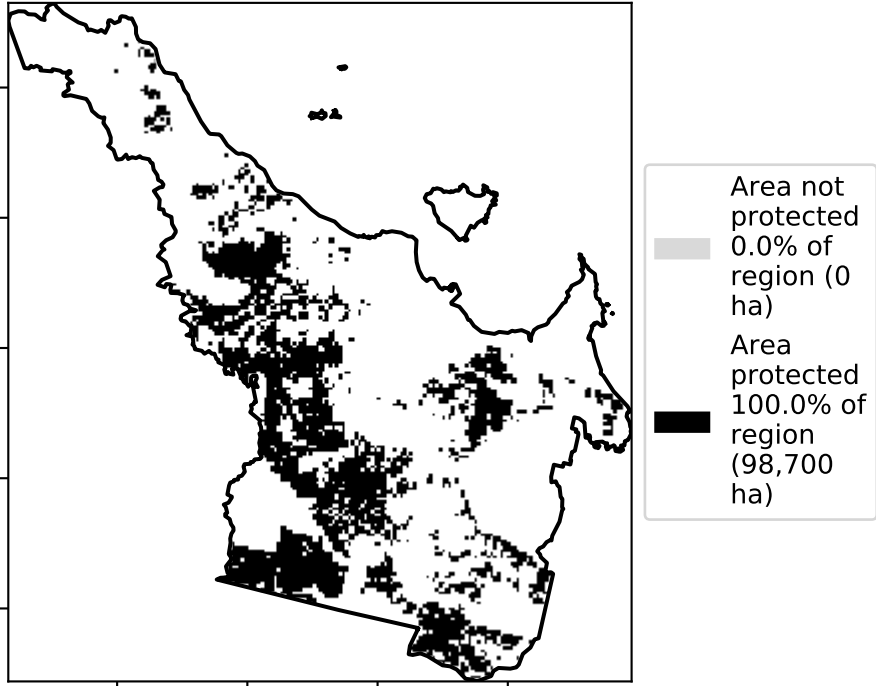 Area not
protected
0.0% of
region (0
ha)
Area
protected
100.0% of
region
(98,700
ha)